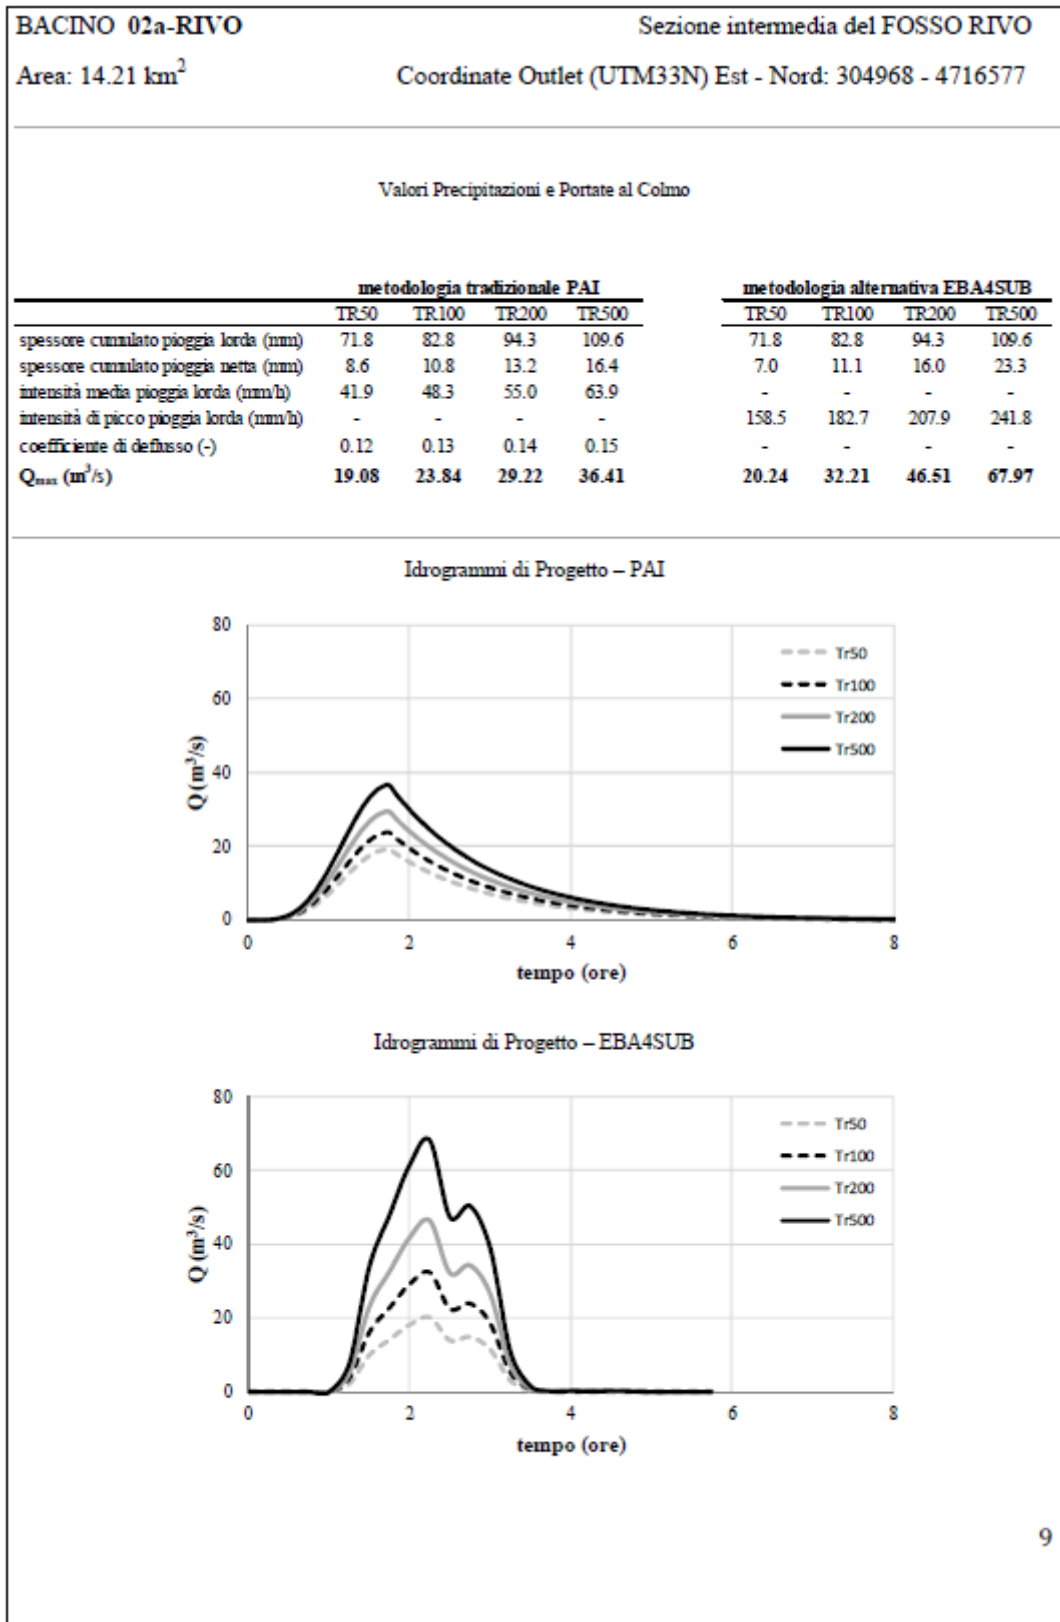 BACINO 02a-RIVO Sezione intermedia del FOSSO RIVO
Area: 14.21 km² Coordinate Outlet (UTM33N) Est - Nord: 304968 - 4716577
Valori Precipitazioni e Portate al Colmo
metodologia tradizionale PAI metodologia alternativa EBA4SUB
TR50 TR100 TR200 TR500 TR50 TR100 TR200 TR500
spessore cumulato pioggia lorda (mm) 71.8 82.8 94.3 109.6 71.8 82.8 94.3 109.6
spessore cumulato pioggia netta (mm) 8.6 10.8 13.2 16.4 7.0 11.1 16.0 23.3
intensità media pioggia lorda (mm/h) 41.9 48.3 55.0 63.9 - - - -
intensità di picco pioggia lorda (mm/h) - - - - 158.5 182.7 207.9 241.8
coefficiente di deflusso (-) 0.12 0.13 0.14 0.15 - - - -
Qmax (m³/s) 19.08 23.84 29.22 36.41 20.24 32.21 46.51 67.97
Idrogrammi di Progetto – PAI
80
60
40
20
0
Q (m³/s)
Tr50
Tr100
Tr200
Tr500
0 2 4 6 8
tempo (ore)
Idrogrammi di Progetto – EBA4SUB
80
60
40
20
0
Q (m³/s)
Tr50
Tr100
Tr200
Tr500
0 2 4 6 8
tempo (ore)
9